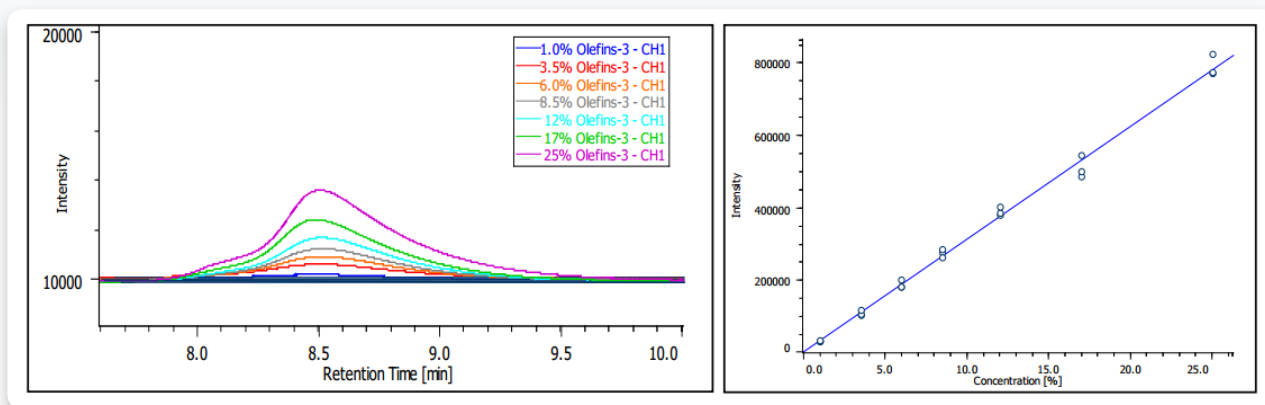 20000
10000
Intensity
1.0% Olefins-3 - CH1
3.5% Olefins-3 - CH1
6.0% Olefins-3 - CH1
8.5% Olefins-3 - CH1
12% Olefins-3 - CH1
17% Olefins-3 - CH1
25% Olefins-3 - CH1
8.0 8.5 9.0 9.5 10.0
Retention Time [min]
800000
600000
400000
200000
0
Intensity
0.0 5.0 10.0 15.0 20.0 25.0
Concentration [%]